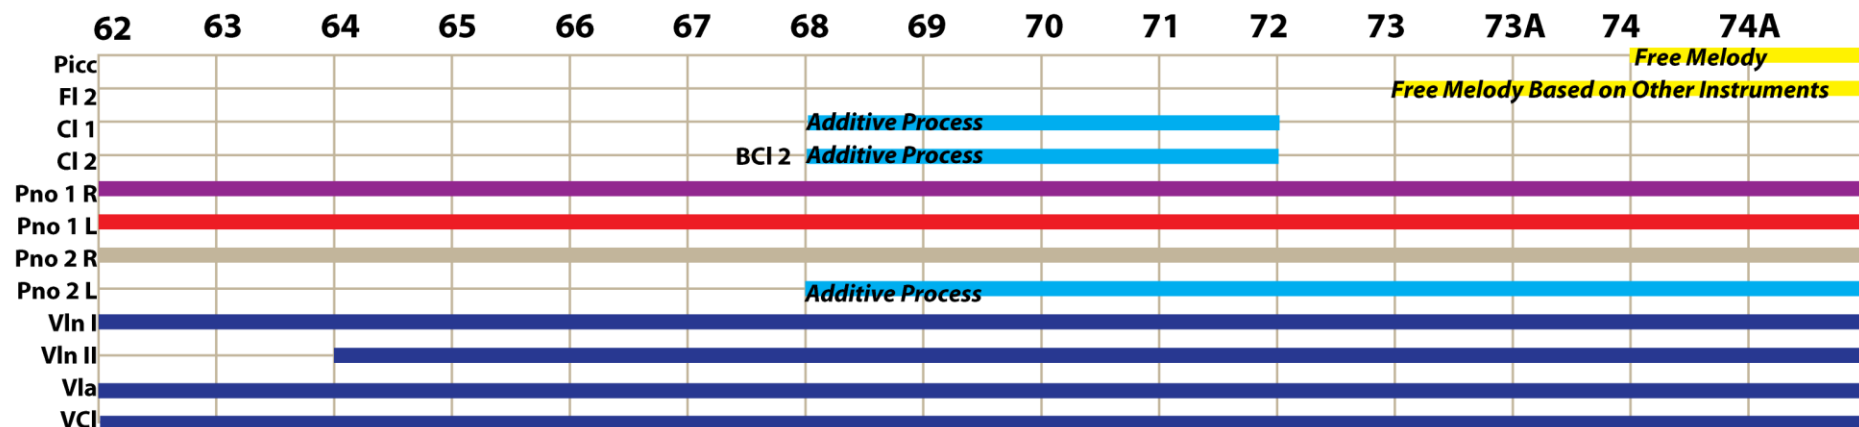 62 63 64 65 66 67 68 69 70 71 72 73 73A 74 74A
Picc Free Melody
Fl 2 Free Melody Based on Other Instruments
Cl 1 Additive Process
Cl 2 BCl 2 Additive Process
Pno 1 R
Pno 1 L
Pno 2 R
Pno 2 L Additive Process
Vln I
Vln II
Vla
VCl